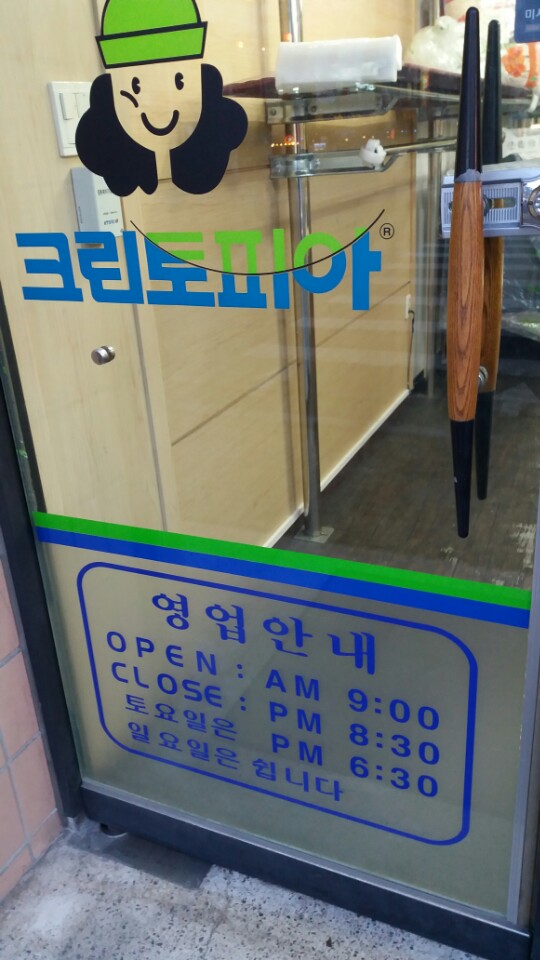 크린토피아®
영업안내
OPEN : AM 9:00
CLOSE : PM 8:30
토요일은 PM 6:30
일요일은 쉽니다